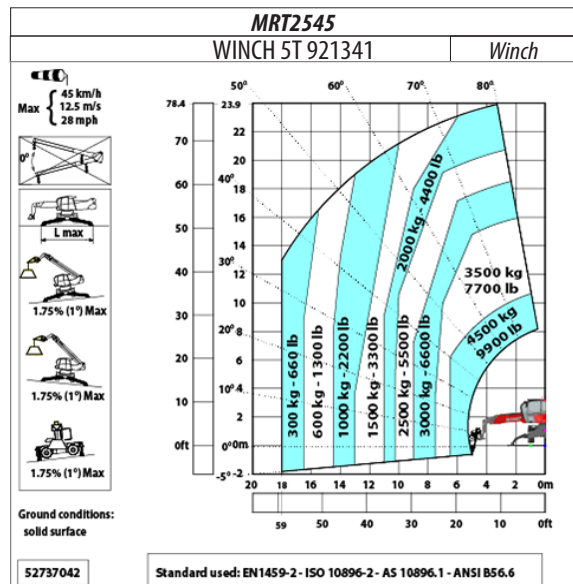 MRT2545
WINCH 5T 921341
Winch
Max
45 km/h
12.5 m/s
28 mph
0°
L max
1.75% (1°) Max
1.75% (1°) Max
1.75% (1°) Max
Ground conditions:
solid surface
52737042
78.4
70
60
50
40
30
20
10
0ft
23.9
22
20
18
16
14
12
10
8
6
4
2
0m
-2
50°
60°
70°
80°
40°
30°
20°
10°
0°
-5°
300 kg - 660 lb
600 kg - 1300 lb
1000 kg - 2200 lb
1500 kg - 3300 lb
2000 kg - 4400 lb
2500 kg - 5500 lb
3000 kg - 6600 lb
3500 kg
7700 lb
4500 kg
9900 lb
20 18 16 14 12 10 8 6 4 2 0m
59 50 40 30 20 10 0ft
Standard used: EN1459-2 - ISO 10896-2 - AS 10896.1 - ANSI B56.6